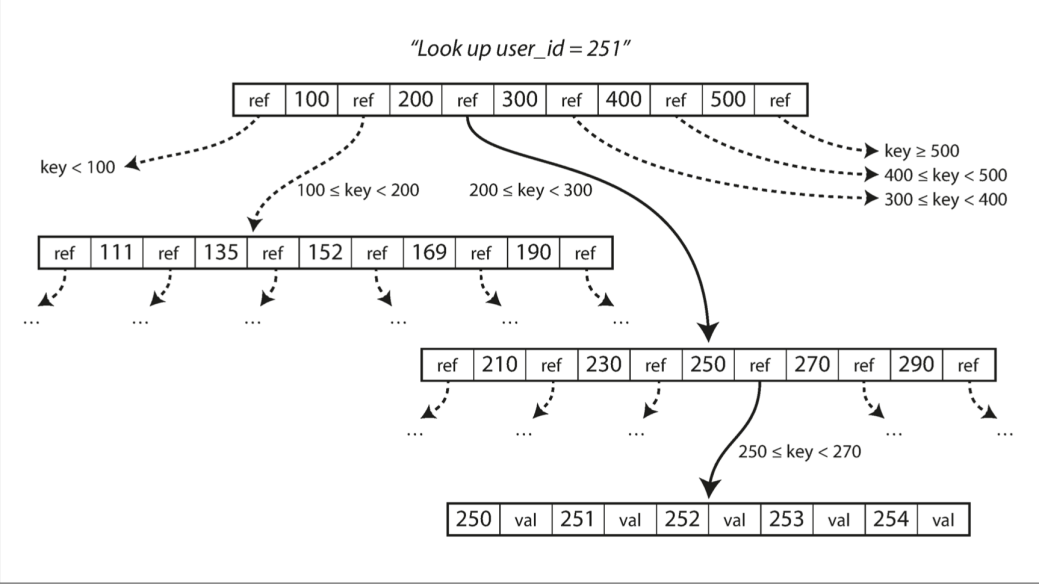 “Look up user_id = 251”
ref 100 ref 200 ref 300 ref 400 ref 500 ref
key < 100
key ≥ 500
400 ≤ key < 500
300 ≤ key < 400
100 ≤ key < 200
200 ≤ key < 300
ref 111 ref 135 ref 152 ref 169 ref 190 ref
... ... ... ... ... ...
ref 210 ref 230 ref 250 ref 270 ref 290 ref
... ... ... ... ...
250 ≤ key < 270
250 val 251 val 252 val 253 val 254 val